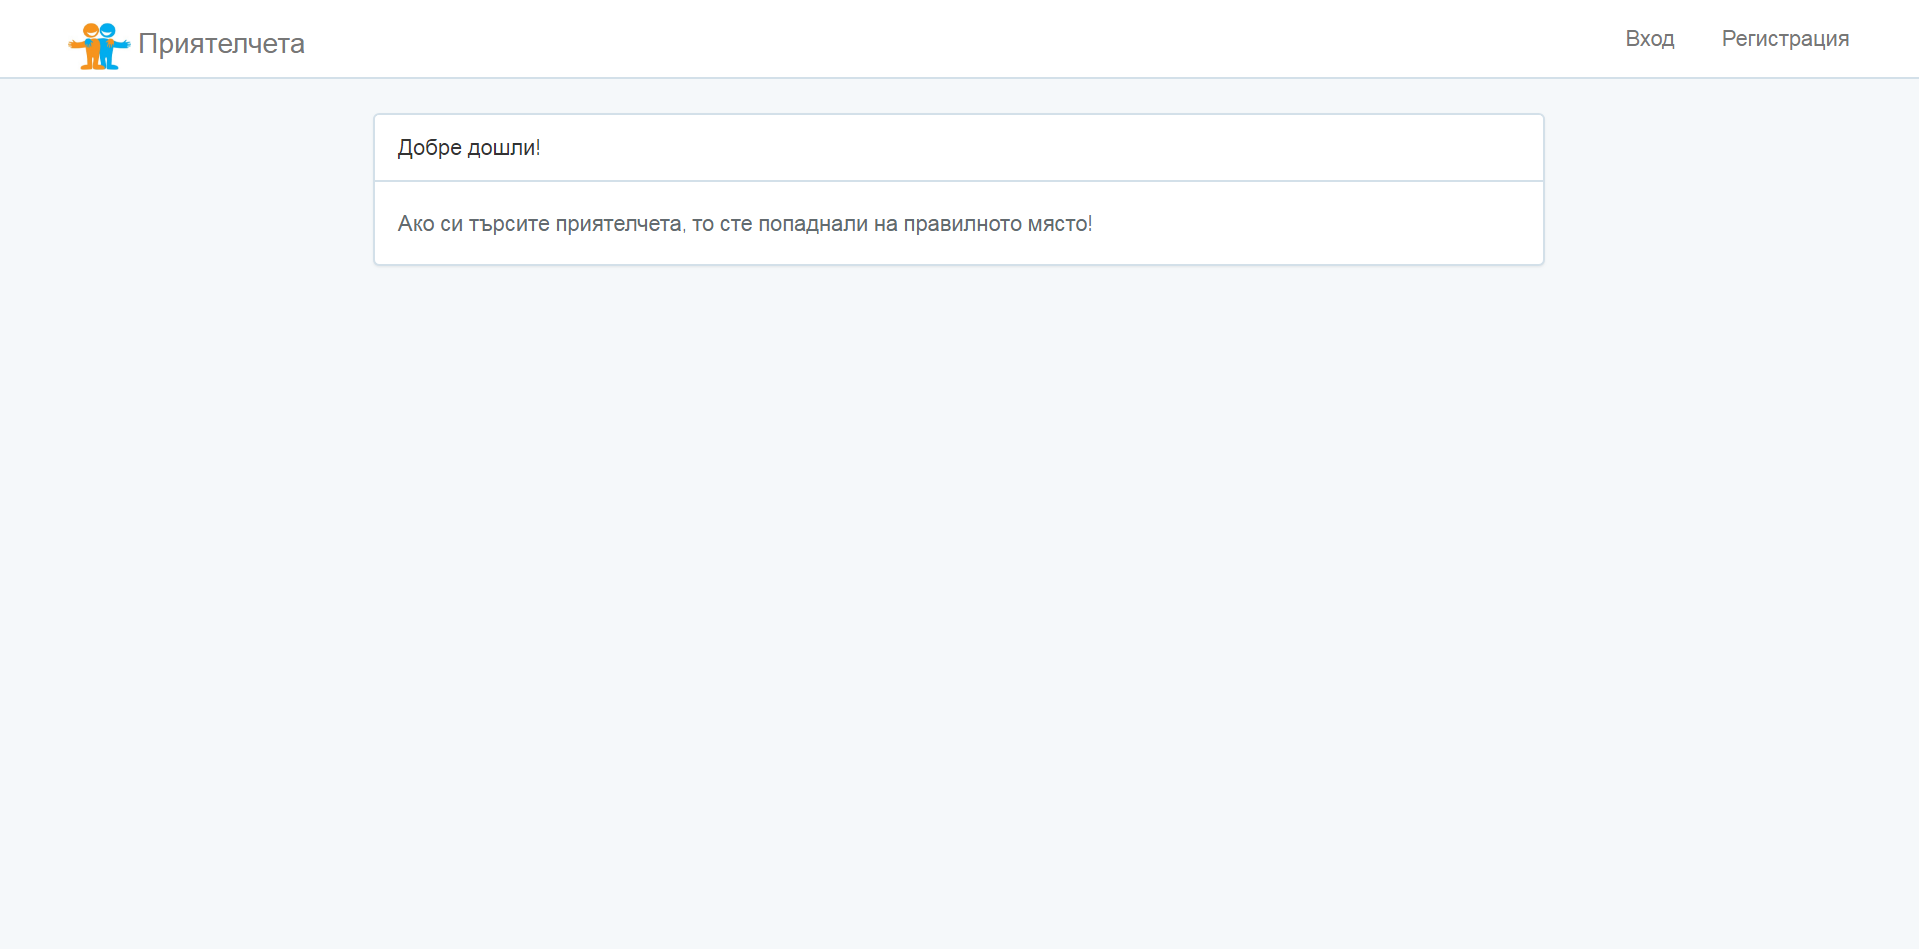 Приятелчета
Вход
Регистрация
Добре дошли!
Ако си търсите приятелчета, то сте попаднали на правилното място!